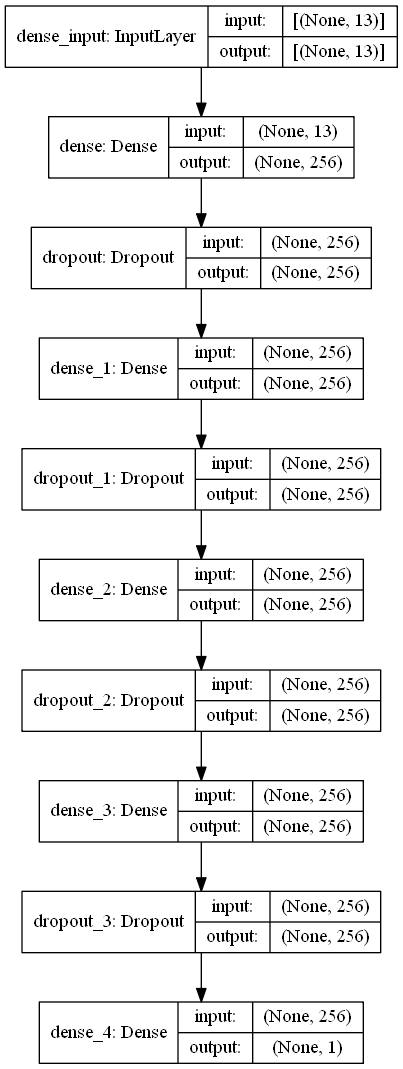 dense_input: InputLayer
input: [(None, 13)]
output: [(None, 13)]
dense: Dense
input: (None, 13)
output: (None, 256)
dropout: Dropout
input: (None, 256)
output: (None, 256)
dense_1: Dense
input: (None, 256)
output: (None, 256)
dropout_1: Dropout
input: (None, 256)
output: (None, 256)
dense_2: Dense
input: (None, 256)
output: (None, 256)
dropout_2: Dropout
input: (None, 256)
output: (None, 256)
dense_3: Dense
input: (None, 256)
output: (None, 256)
dropout_3: Dropout
input: (None, 256)
output: (None, 256)
dense_4: Dense
input: (None, 256)
output: (None, 1)